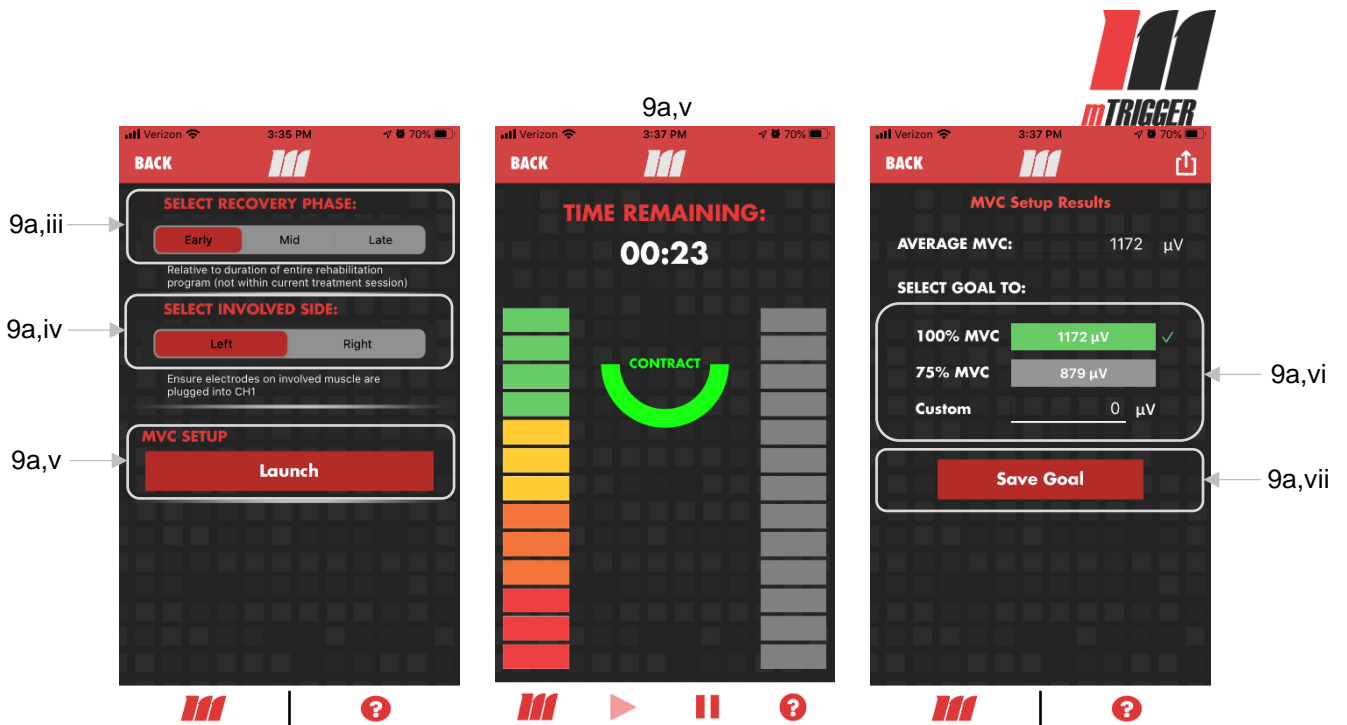 mTRIGGER
9a,v
Verizon 3:35 PM 70%
BACK
9a,iii
SELECT RECOVERY PHASE:
Early Mid Late
Relative to duration of entire rehabilitation
program (not within current treatment session)
9a,iv
SELECT INVOLVED SIDE:
Left Right
Ensure electrodes on involved muscle are
plugged into CH1
9a,v
MVC SETUP
Launch
?
Verizon 3:37 PM 70%
BACK
TIME REMAINING:
00:23
CONTRACT
?
Verizon 3:37 PM 70%
BACK
MVC Setup Results
AVERAGE MVC: 1172 µV
SELECT GOAL TO:
100% MVC 1172 µV ✓
75% MVC 879 µV
Custom 0 µV
9a,vi
Save Goal
9a,vii
?